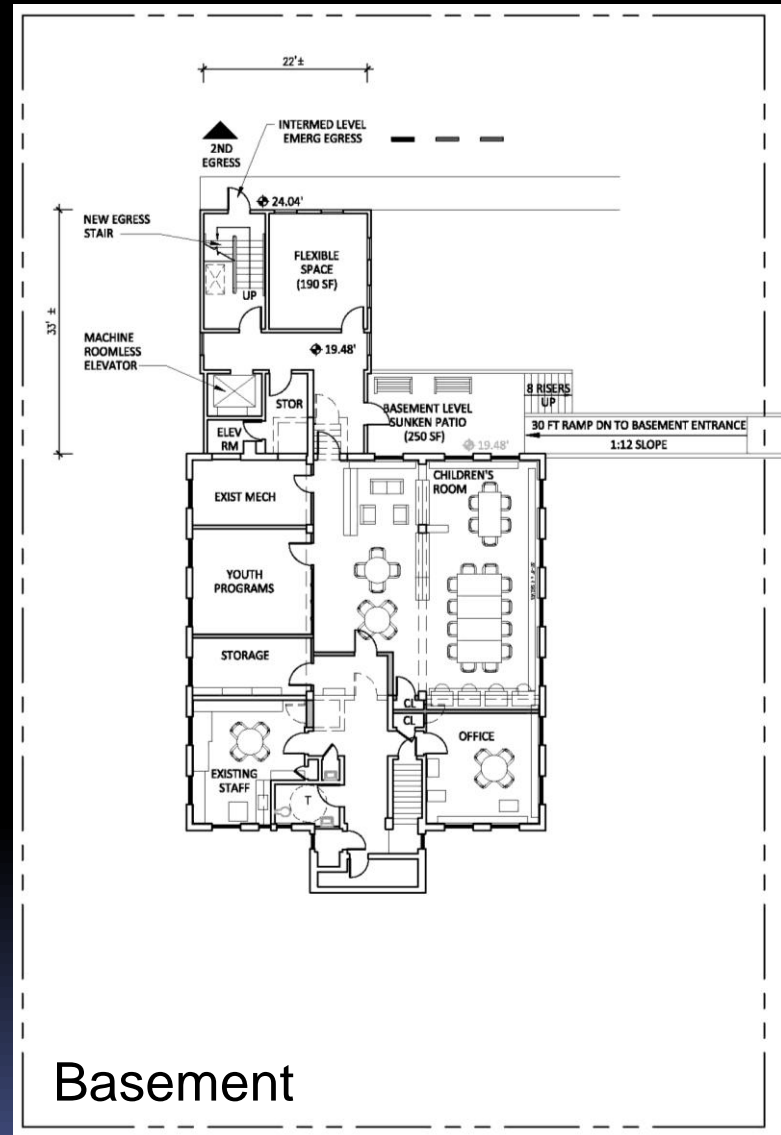 22'±
INTERMED LEVEL
EMERG EGRESS
2ND
EGRESS
24.04'
NEW EGRESS
STAIR
FLEXIBLE
SPACE
(190 SF)
UP
33' ±
19.48'
MACHINE
ROOMLESS
ELEVATOR
STOR
8 RISERS
UP
BASEMENT LEVEL
SUNKEN PATIO
(250 SF)
30 FT RAMP DN TO BASEMENT ENTRANCE
1:12 SLOPE
ELEV
RM
19.48'
CHILDREN'S
ROOM
EXIST MECH
YOUTH
PROGRAMS
STORAGE
CL
CL
OFFICE
EXISTING
STAFF
T
Basement